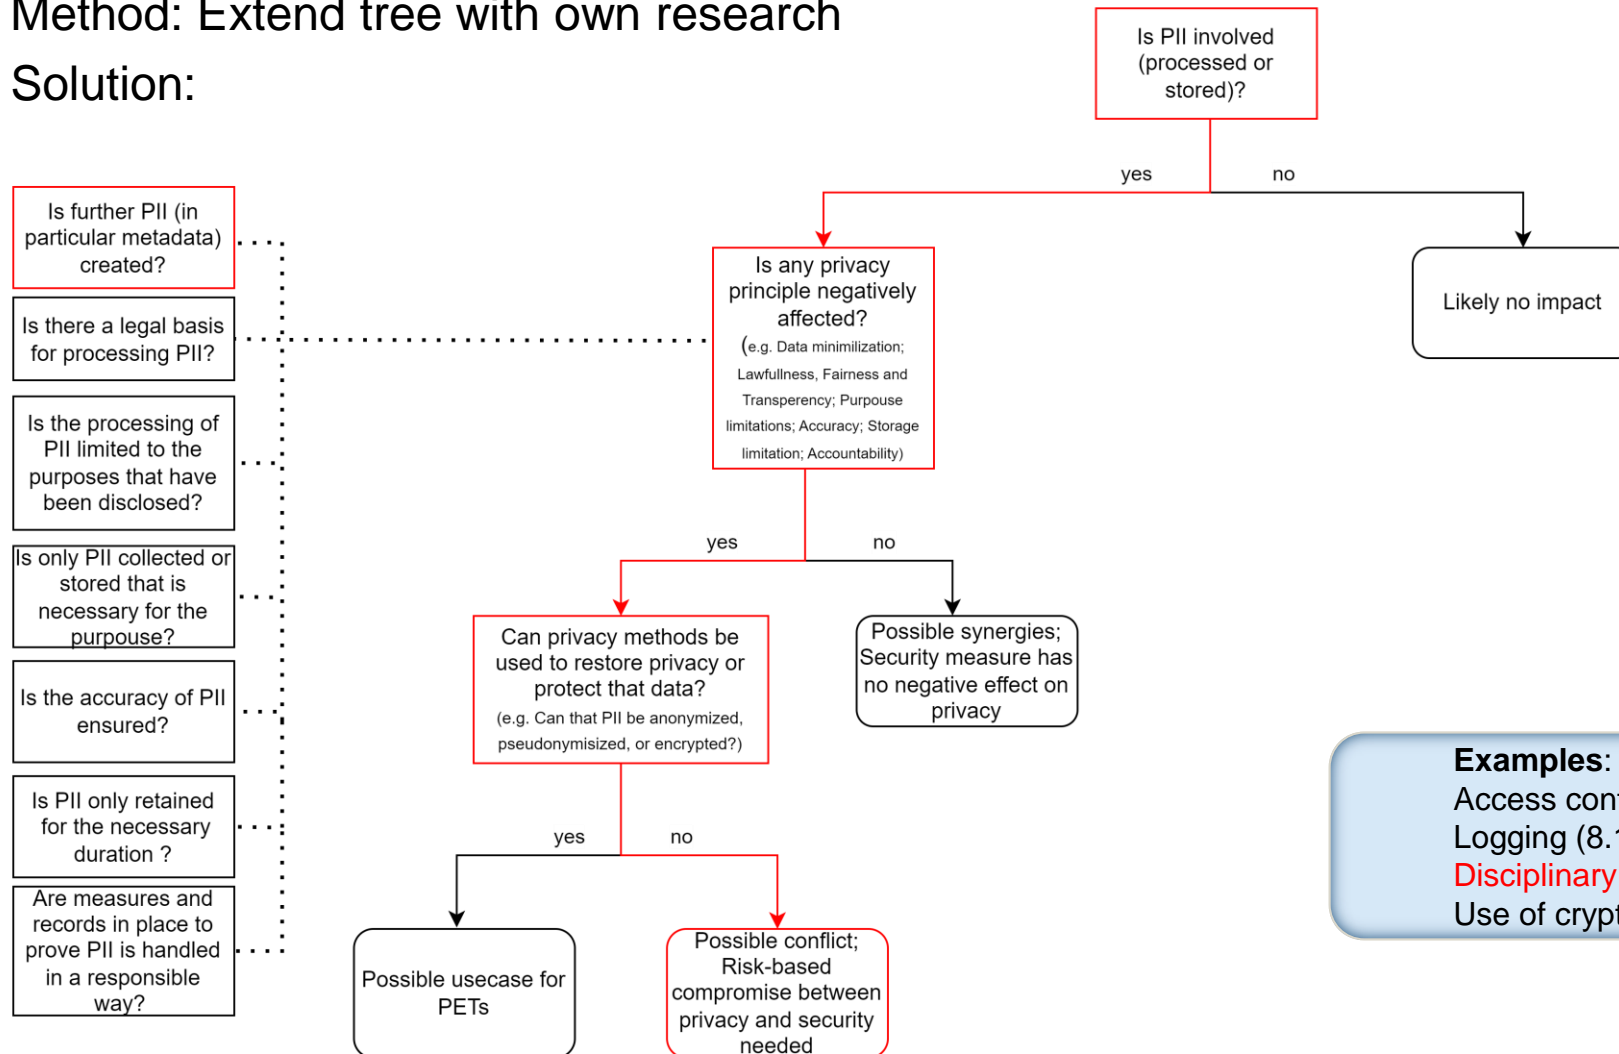 Method: Extend tree with own research
Solution:
Is PII involved
(processed or
stored)?
yes
no
Is further PII (in
particular metadata)
created?
Is there a legal basis
for processing PII?
Is the processing of
PII limited to the
purposes that have
been disclosed?
Is only PII collected or
stored that is
necessary for the
purpouse?
Is the accuracy of PII
ensured?
Is PII only retained
for the necessary
duration ?
Are measures and
records in place to
prove PII is handled
in a responsible
way?
Is any privacy
principle negatively
affected?
(e.g. Data minimilization;
Lawfullness, Fairness and
Transperency; Purpouse
limitations; Accuracy; Storage
limitation; Accountability)
Likely no impact
yes
no
Can privacy methods be
used to restore privacy or
protect that data?
(e.g. Can that PII be anonymized,
pseudonymisized, or encrypted?)
Possible synergies;
Security measure has
no negative effect on
privacy
yes
no
Possible usecase for
PETs
Possible conflict;
Risk-based
compromise between
privacy and security
needed
Examples:
Access
Logging
Disciplinary
Use of